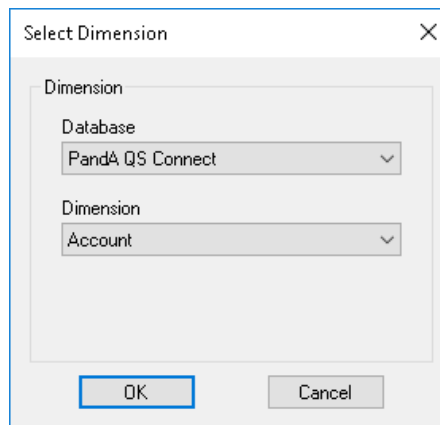 Select Dimension
Dimension
Database
PandA QS Connect
Dimension
Account
OK Cancel